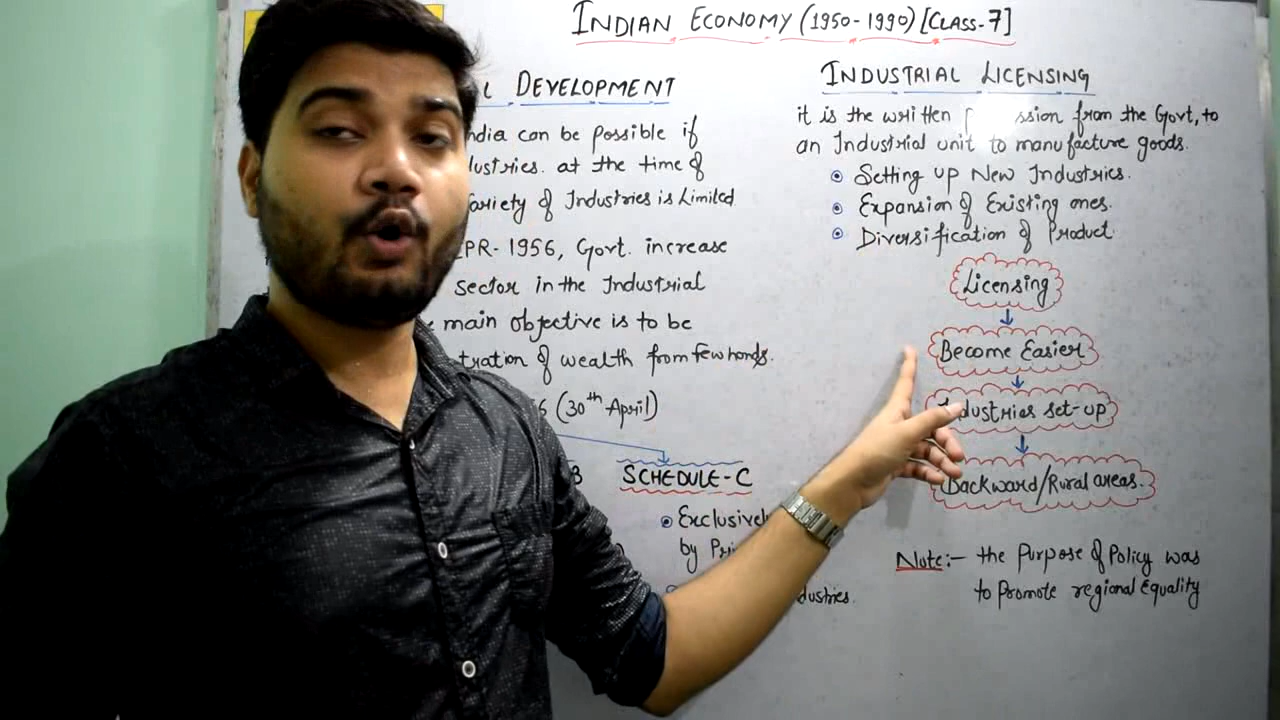 INDIAN ECONOMY (1950-1990) [CLASS-7]
L DEVELOPMENT
ndia can be possible if
dustries. at the time of
variety of Industries is Limited
IPR-1956, Govt. increase
sector in the Industrial
main objective is to be
tration of wealth from few hands.
6 (30th April)
B SCHEDULE-C
Exclusivel
by Pri
dustries.
INDUSTRIAL LICENSING
it is the written ssion from the Govt, to
an Industrial unit to manufacture goods.
Setting up New Industries.
Expansion of Existing ones.
Diversification of Product
Licensing
Become Easier
Industries set-up
Backward/Rural areas.
Note:- the Purpose of Policy was
to Promote regional Equality